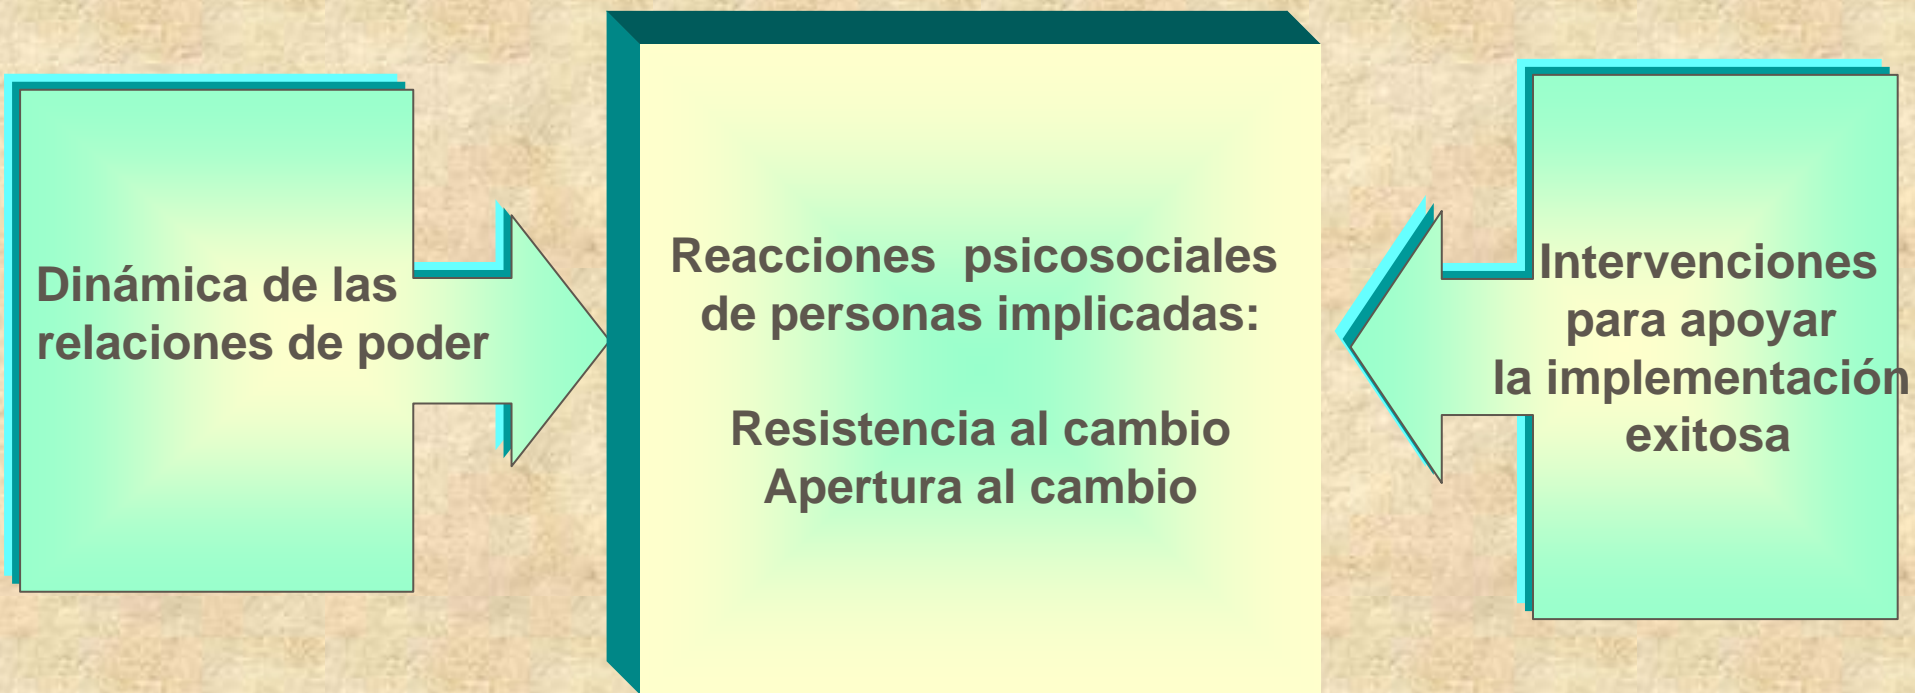 Dinámica de las
relaciones de poder
Reacciones psicosociales
de personas implicadas:
Resistencia al cambio
Apertura al cambio
Intervenciones
para apoyar
la implementación
exitosa